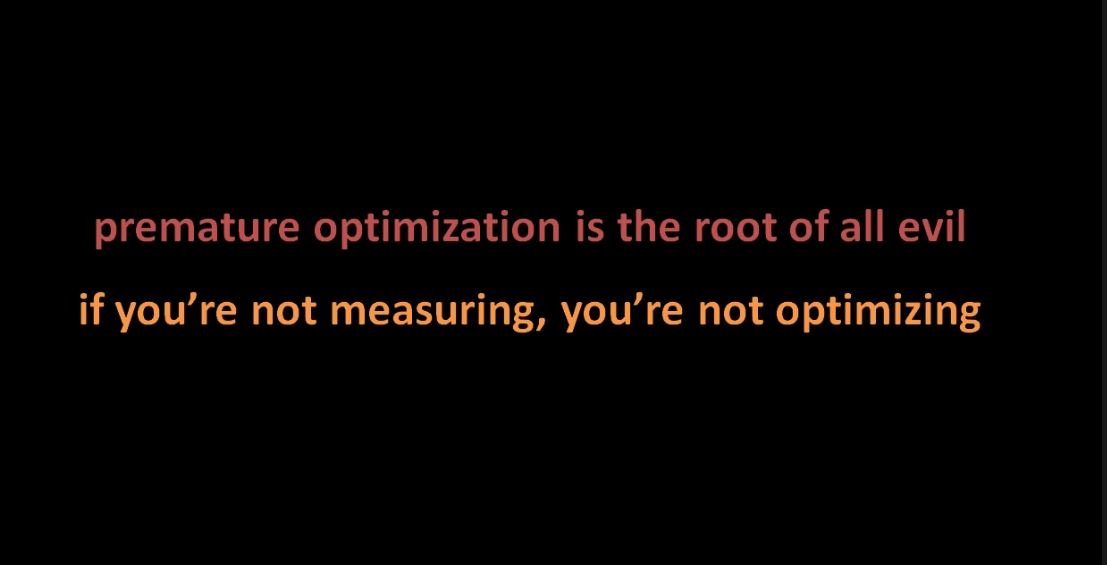 premature optimization is the root of all evil
if you’re not measuring, you’re not optimizing